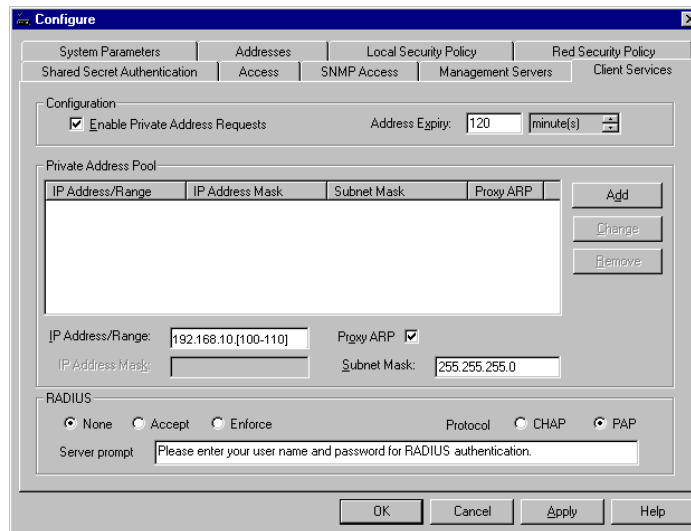 Configure
System Parameters Addresses Local Security Policy Red Security Policy
Shared Secret Authentication Access SNMP Access Management Servers Client Services
Configuration
Enable Private Address Requests Address Expiry: 120 minute(s)
Private Address Pool
IP Address/Range IP Address Mask Subnet Mask Proxy ARP
Add
Change
Remove
IP Address/Range: 192.168.10.[100-110] Proxy ARP
IP Address Mask: Subnet Mask: 255.255.255.0
RADIUS
None Accept Enforce Protocol CHAP PAP
Server prompt Please enter your user name and password for RADIUS authentication.
OK Cancel Apply Help